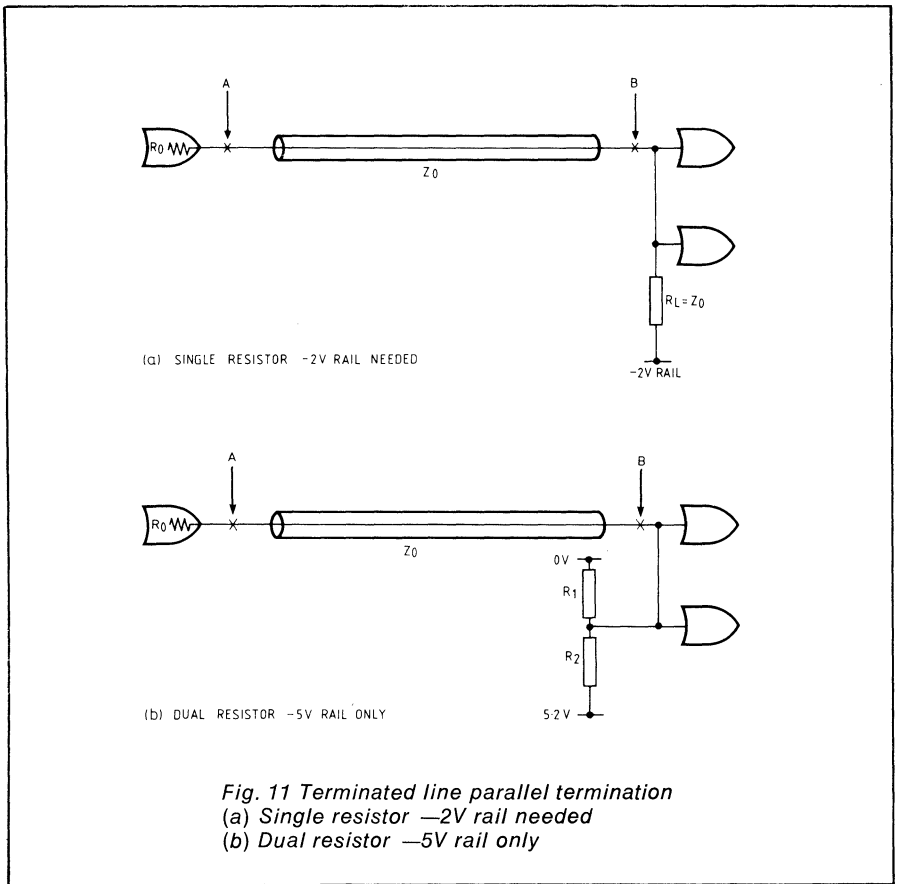 A
B
R0
Z0
RL=Z0
(a) SINGLE RESISTOR -2V RAIL NEEDED
-2V RAIL
A
B
R0
Z0
0V
R1
R2
(b) DUAL RESISTOR -5V RAIL ONLY
5·2V
Fig. 11 Terminated line parallel termination
(a) Single resistor —2V rail needed
(b) Dual resistor —5V rail only